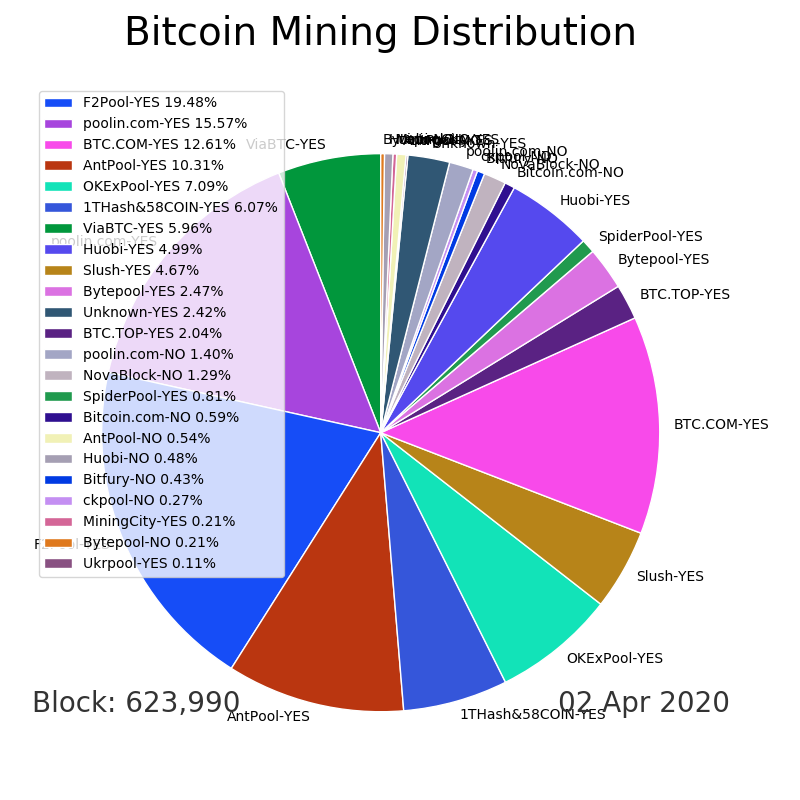 Bitcoin Mining Distribution
F2Pool-YES 19.48%
poolin.com-YES 15.57%
BTC.COM-YES 12.61%
AntPool-YES 10.31%
OKExPool-YES 7.09%
1THash&58COIN-YES 6.07%
ViaBTC-YES 5.96%
Huobi-YES 4.99%
Slush-YES 4.67%
Bytepool-YES 2.47%
Unknown-YES 2.42%
BTC.TOP-YES 2.04%
poolin.com-NO 1.40%
NovaBlock-NO 1.29%
SpiderPool-YES 0.81%
Bitcoin.com-NO 0.59%
AntPool-NO 0.54%
Huobi-NO 0.48%
Bitfury-NO 0.43%
ckpool-NO 0.27%
MiningCity-YES 0.21%
Bytepool-NO 0.21%
Ukrpool-YES 0.11%
ViaBTC-YES
poolin.com-YES
poolin.com-NO
NovaBlock-NO
Bitcoin.com-NO
Huobi-YES
SpiderPool-YES
Bytepool-YES
BTC.TOP-YES
BTC.COM-YES
Slush-YES
OKExPool-YES
1THash&58COIN-YES
AntPool-YES
Block: 623,990
02 Apr 2020